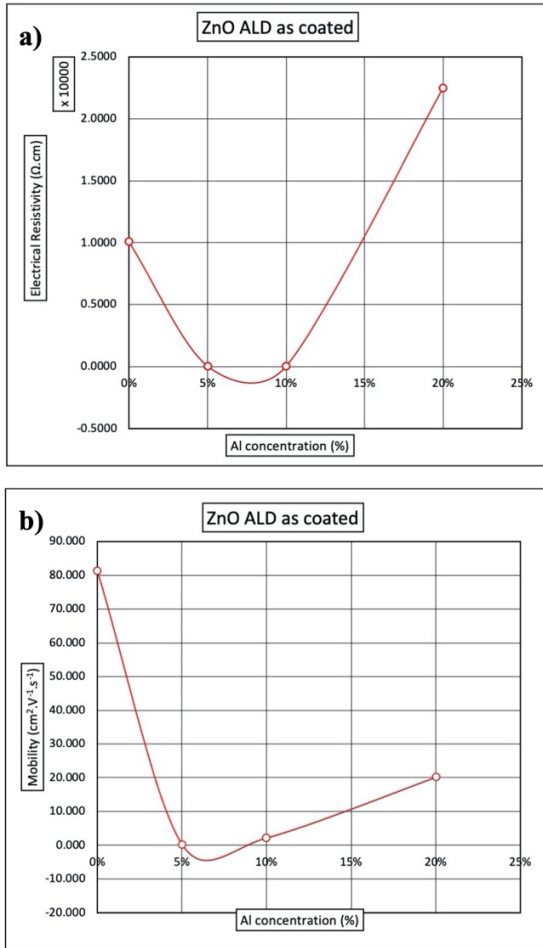 a)
ZnO ALD as coated
x 10000
Electrical Resistivity (Ω.cm)
2.5000
2.0000
1.5000
1.0000
0.5000
0.0000
-0.5000
0% 5% 10% 15% 20% 25%
Al concentration (%)
b)
ZnO ALD as coated
Mobility (cm².V⁻¹.s⁻¹)
90.000
80.000
70.000
60.000
50.000
40.000
30.000
20.000
10.000
0.000
-10.000
-20.000
0% 5% 10% 15% 20% 25%
Al concentration (%)